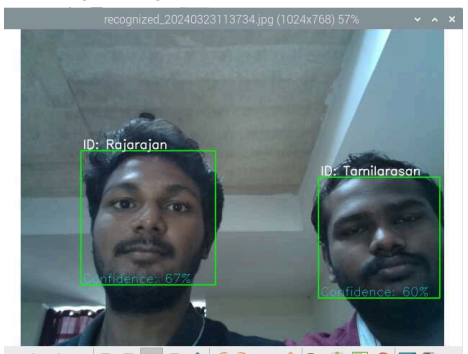 recognized_20240323113734.jpg (1024x768) 57%
ID: Rajarajan
ID: Tamilarasan
Confidence: 67%
Confidence: 60%